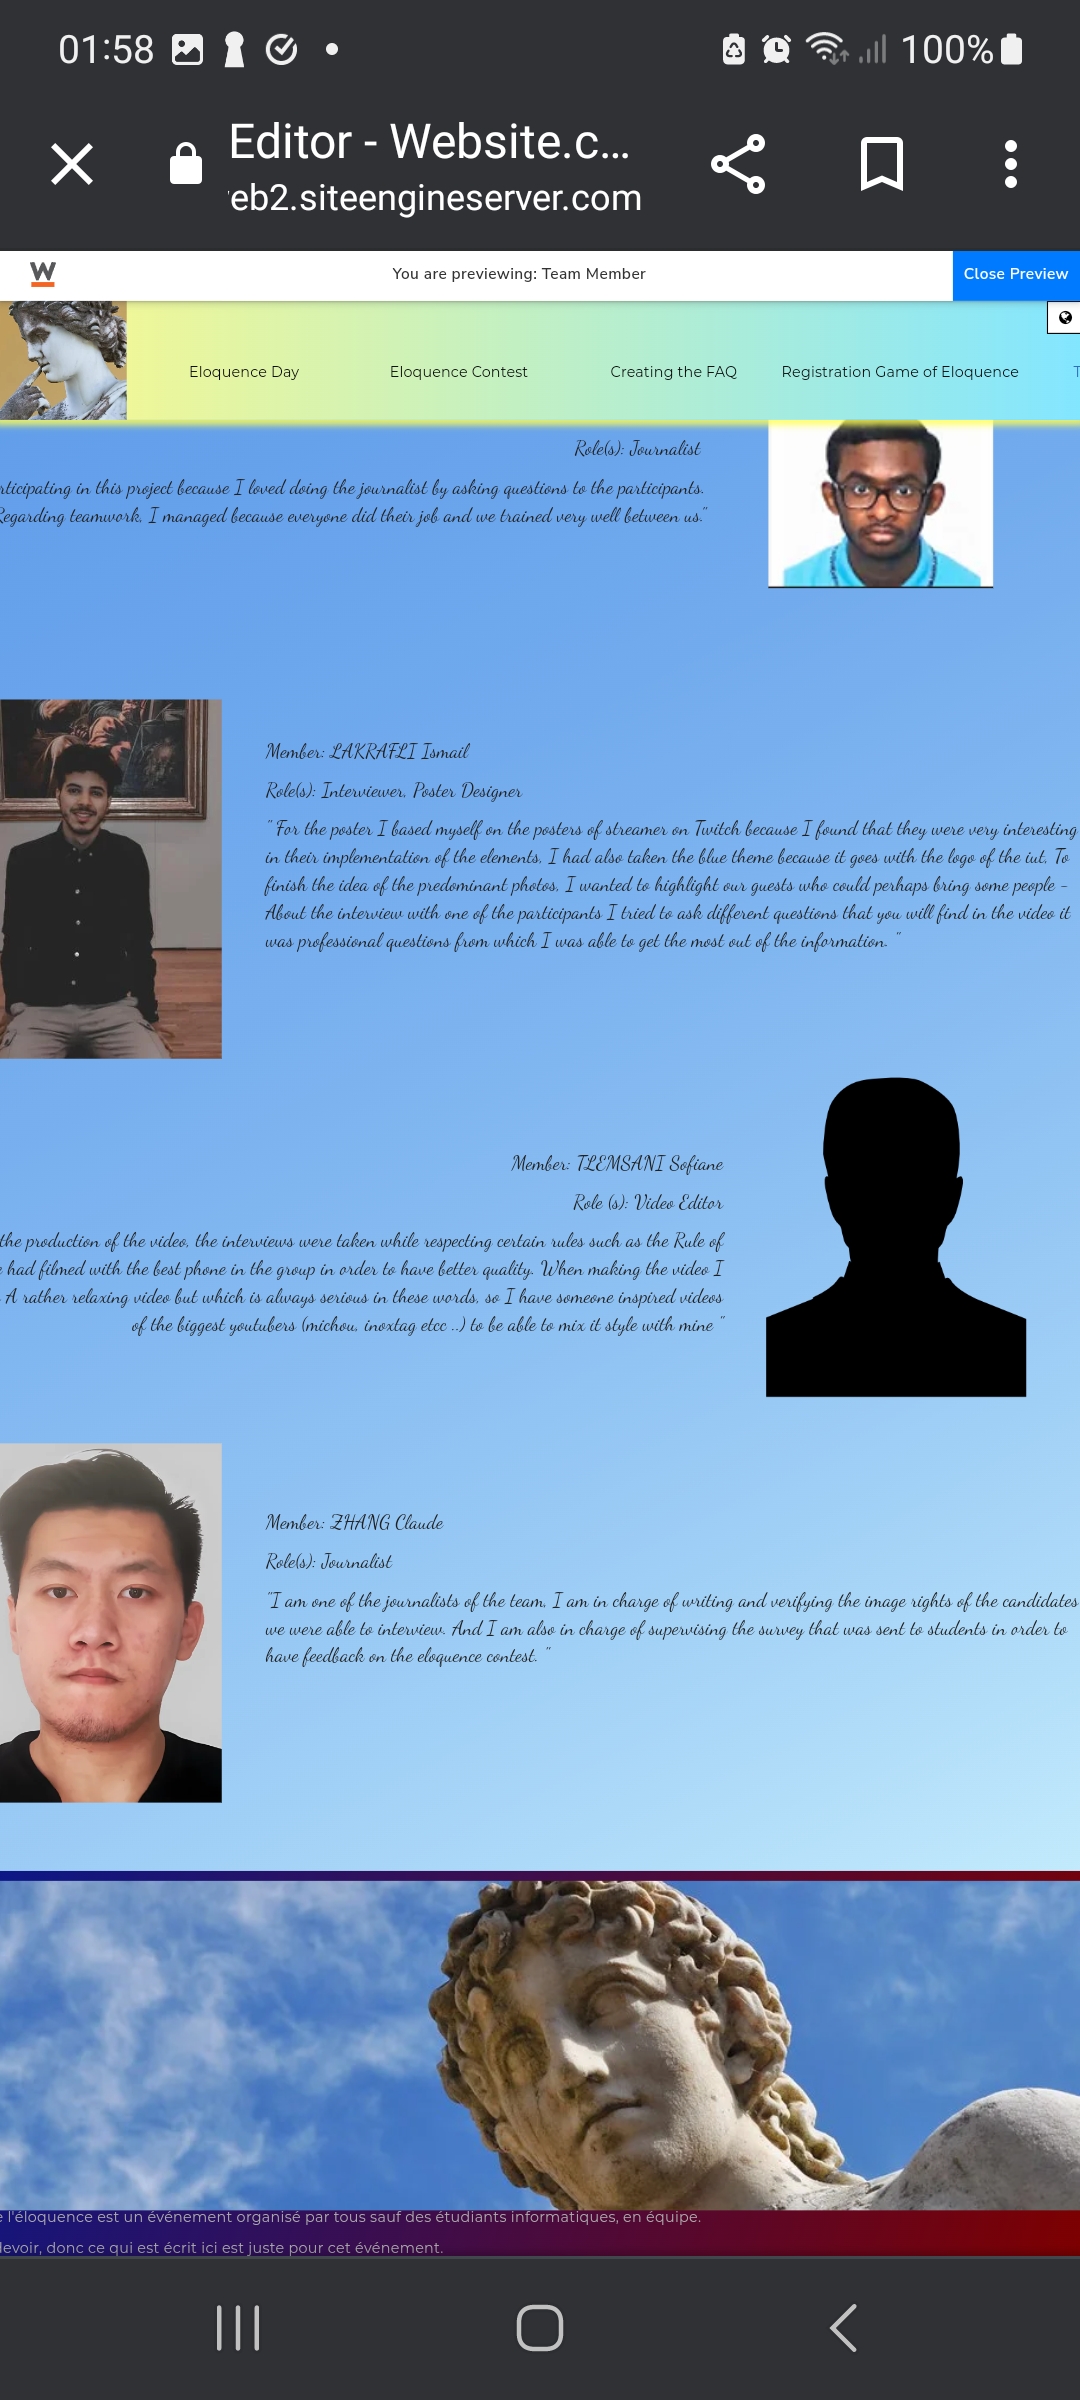 01:58
100%
Editor - Website.c...
eb2.siteengineserver.com
W
You are previewing: Team Member
Close Preview
Eloquence Day
Eloquence Contest
Creating the FAQ
Registration Game of Eloquence
T
Role(s): Journalist
rticipating in this project because I loved doing the journalist by asking questions to the participants.
Regarding teamwork, I managed because everyone did their job and we trained very well between us."
Member: LAKRAFLI Ismail
Role(s): Interviewer, Poster Designer
" For the poster I based myself on the posters of streamer on Twitch because I found that they were very interesting
in their implementation of the elements, I had also taken the blue theme because it goes with the logo of the iut, To
finish the idea of the predominant photos, I wanted to highlight our guests who could perhaps bring some people -
About the interview with one of the participants I tried to ask different questions that you will find in the video it
was professional questions from which I was able to get the most out of the information. "
Member: TLEMSANI Sofiane
Role (s): Video Editor
the production of the video, the interviews were taken while respecting certain rules such as the Rule of
had filmed with the best phone in the group in order to have better quality. When making the video I
A rather relaxing video but which is always serious in these words, so I have someone inspired videos
of the biggest youtubers (michou, inoxtag etcc ..) to be able to mix it style with mine "
Member: ZHANG Claude
Role(s): Journalist
"I am one of the journalists of the team, I am in charge of writing and verifying the image rights of the candidates
we were able to interview. And I am also in charge of supervising the survey that was sent to students in order to
have feedback on the eloquence contest. "
e l'éloquence est un événement organisé par tous sauf des étudiants informatiques, en équipe.
devoir, donc ce qui est écrit ici est juste pour cet événement.